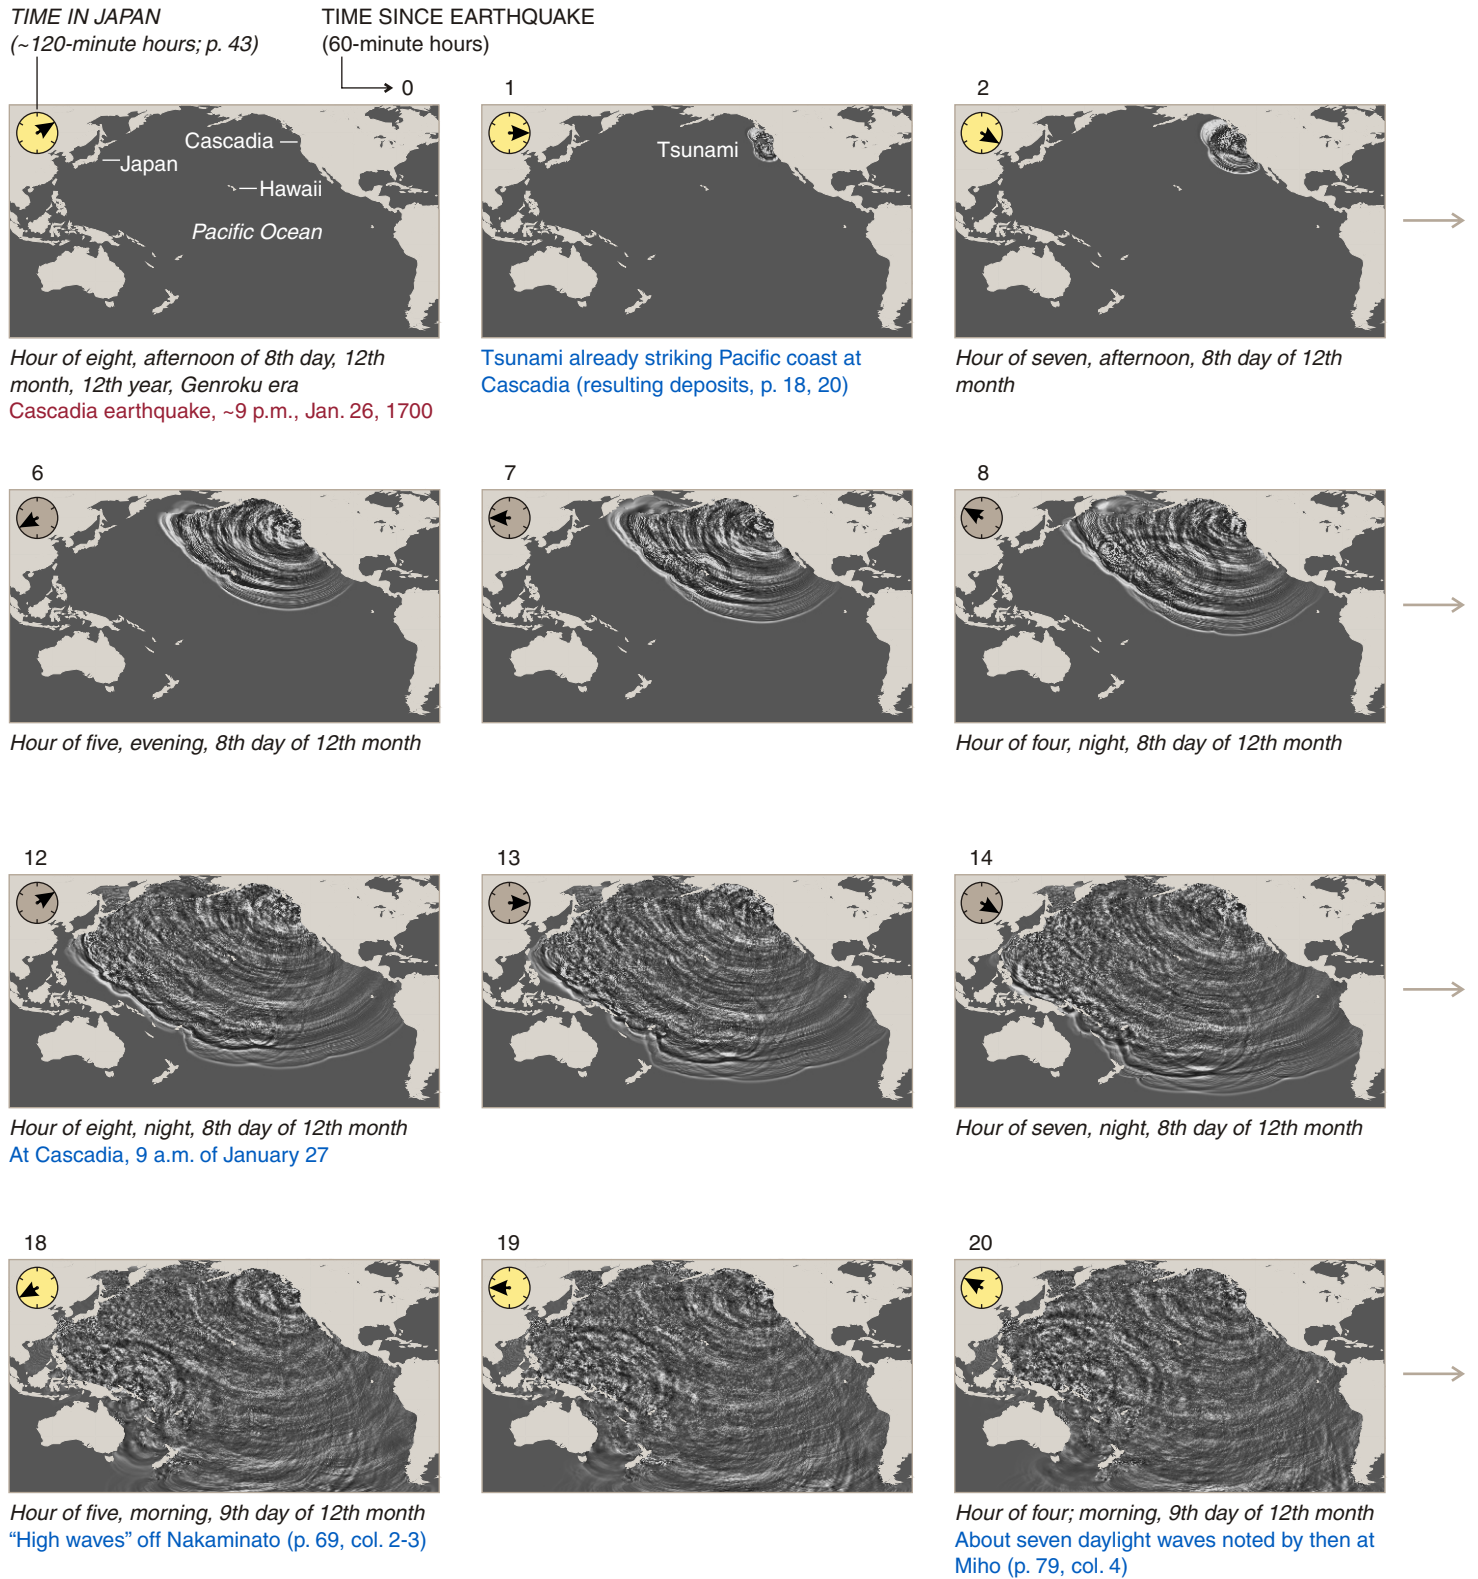 TIME IN JAPAN
(~120-minute hours; p. 43)
TIME SINCE EARTHQUAKE
(60-minute hours)
0
1
2
Cascadia
Japan
Hawaii
Pacific Ocean
Tsunami
Hour of eight, afternoon of 8th day, 12th
month, 12th year, Genroku era
Cascadia earthquake, ~9 p.m., Jan. 26, 1700
Tsunami already striking Pacific coast at
Cascadia (resulting deposits, p. 18, 20)
Hour of seven, afternoon, 8th day of 12th
month
6
7
8
Hour of five, evening, 8th day of 12th month
Hour of four, night, 8th day of 12th month
12
13
14
Hour of eight, night, 8th day of 12th month
At Cascadia, 9 a.m. of January 27
Hour of seven, night, 8th day of 12th month
18
19
20
Hour of five, morning, 9th day of 12th month
“High waves” off Nakaminato (p. 69, col. 2-3)
Hour of four; morning, 9th day of 12th month
About seven daylight waves noted by then at
Miho (p. 79, col. 4)